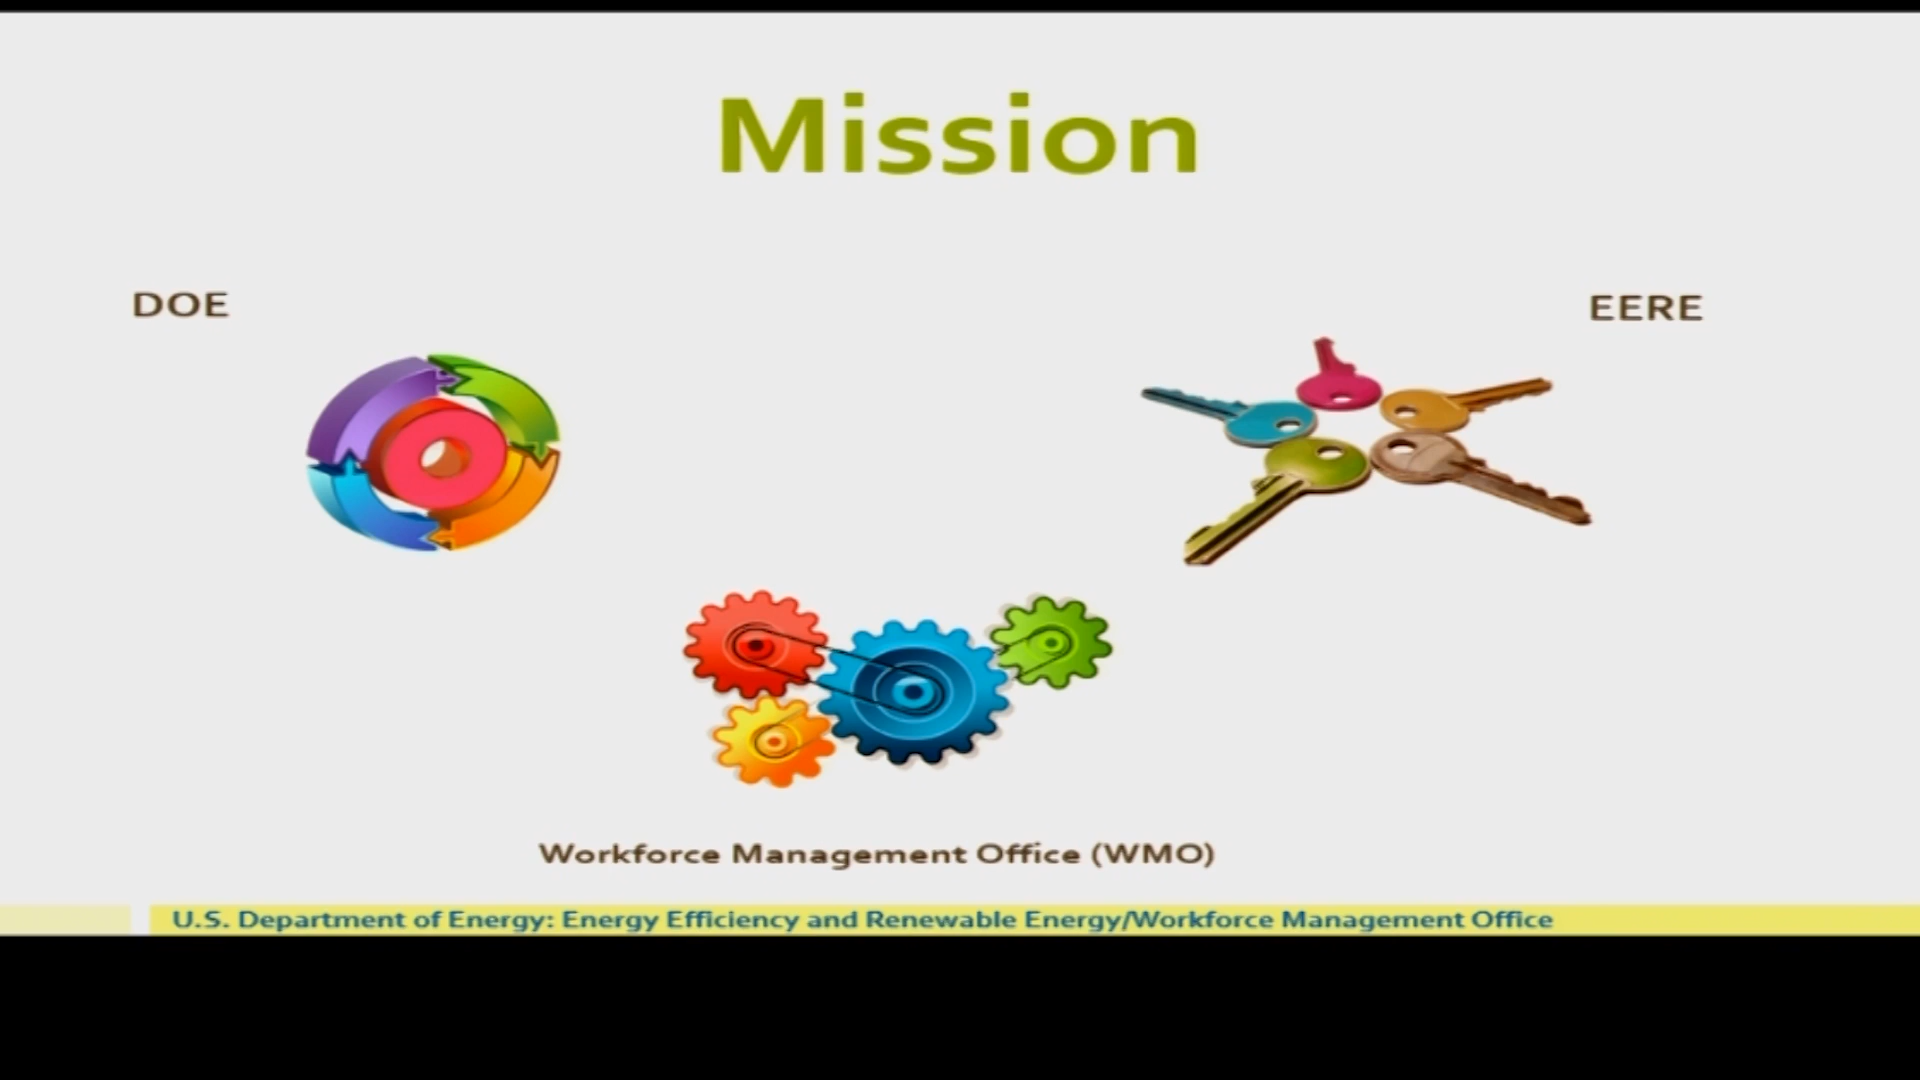 Mission
DOE
EERE
Workforce Management Office (WMO)
U.S. Department of Energy: Energy Efficiency and Renewable Energy/Workforce Management Office